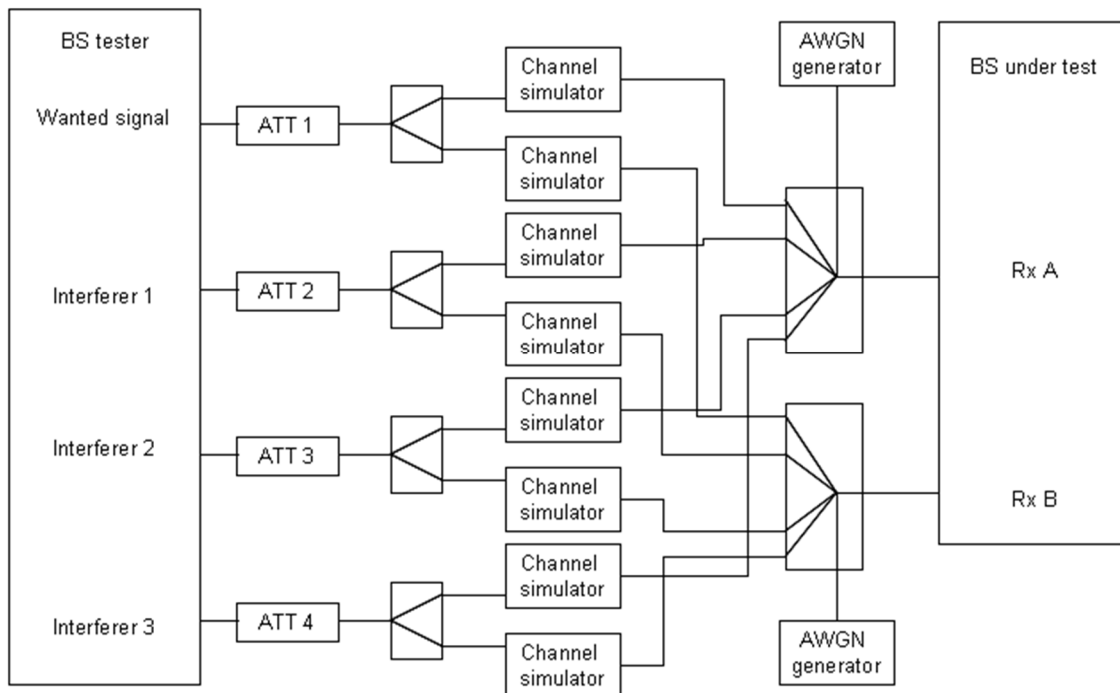 BS tester
Wanted signal
Interferer 1
Interferer 2
Interferer 3
ATT 1
ATT 2
ATT 3
ATT 4
Channel
simulator
Channel
simulator
Channel
simulator
Channel
simulator
Channel
simulator
Channel
simulator
Channel
simulator
Channel
simulator
AWGN
generator
AWGN
generator
BS under test
Rx A
Rx B